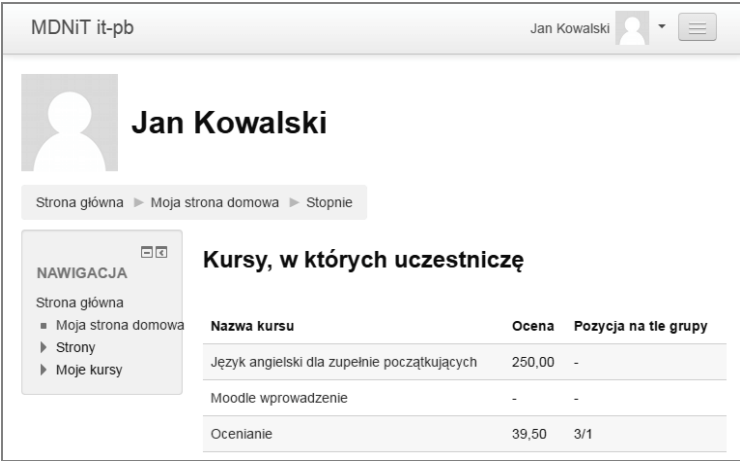 MDNiT it-pb
Jan Kowalski
Jan Kowalski
Strona główna ▶ Moja strona domowa ▶ Stopnie
NAWIGACJA
Strona główna
Moja strona domowa
Strony
Moje kursy
Kursy, w których uczestniczę
Nazwa kursu Ocena Pozycja na tle grupy
Język angielski dla zupełnie początkujących 250,00 -
Moodle wprowadzenie - -
Ocenianie 39,50 3/1